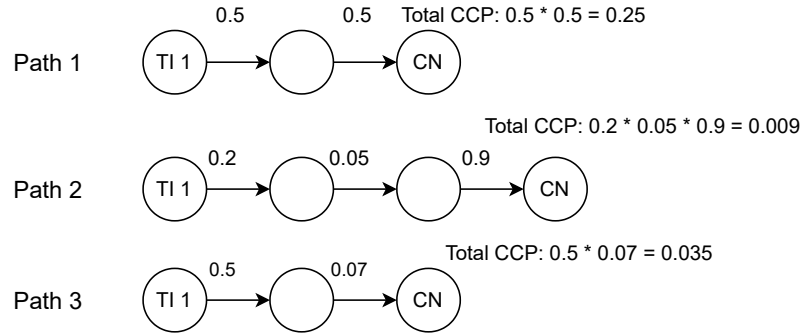 0.5 0.5 Total CCP: 0.5 * 0.5 = 0.25
Path 1 TI 1 CN
Total CCP: 0.2 * 0.05 * 0.9 = 0.009
0.2 0.05 0.9
Path 2 TI 1 CN
Total CCP: 0.5 * 0.07 = 0.035
0.5 0.07
Path 3 TI 1 CN